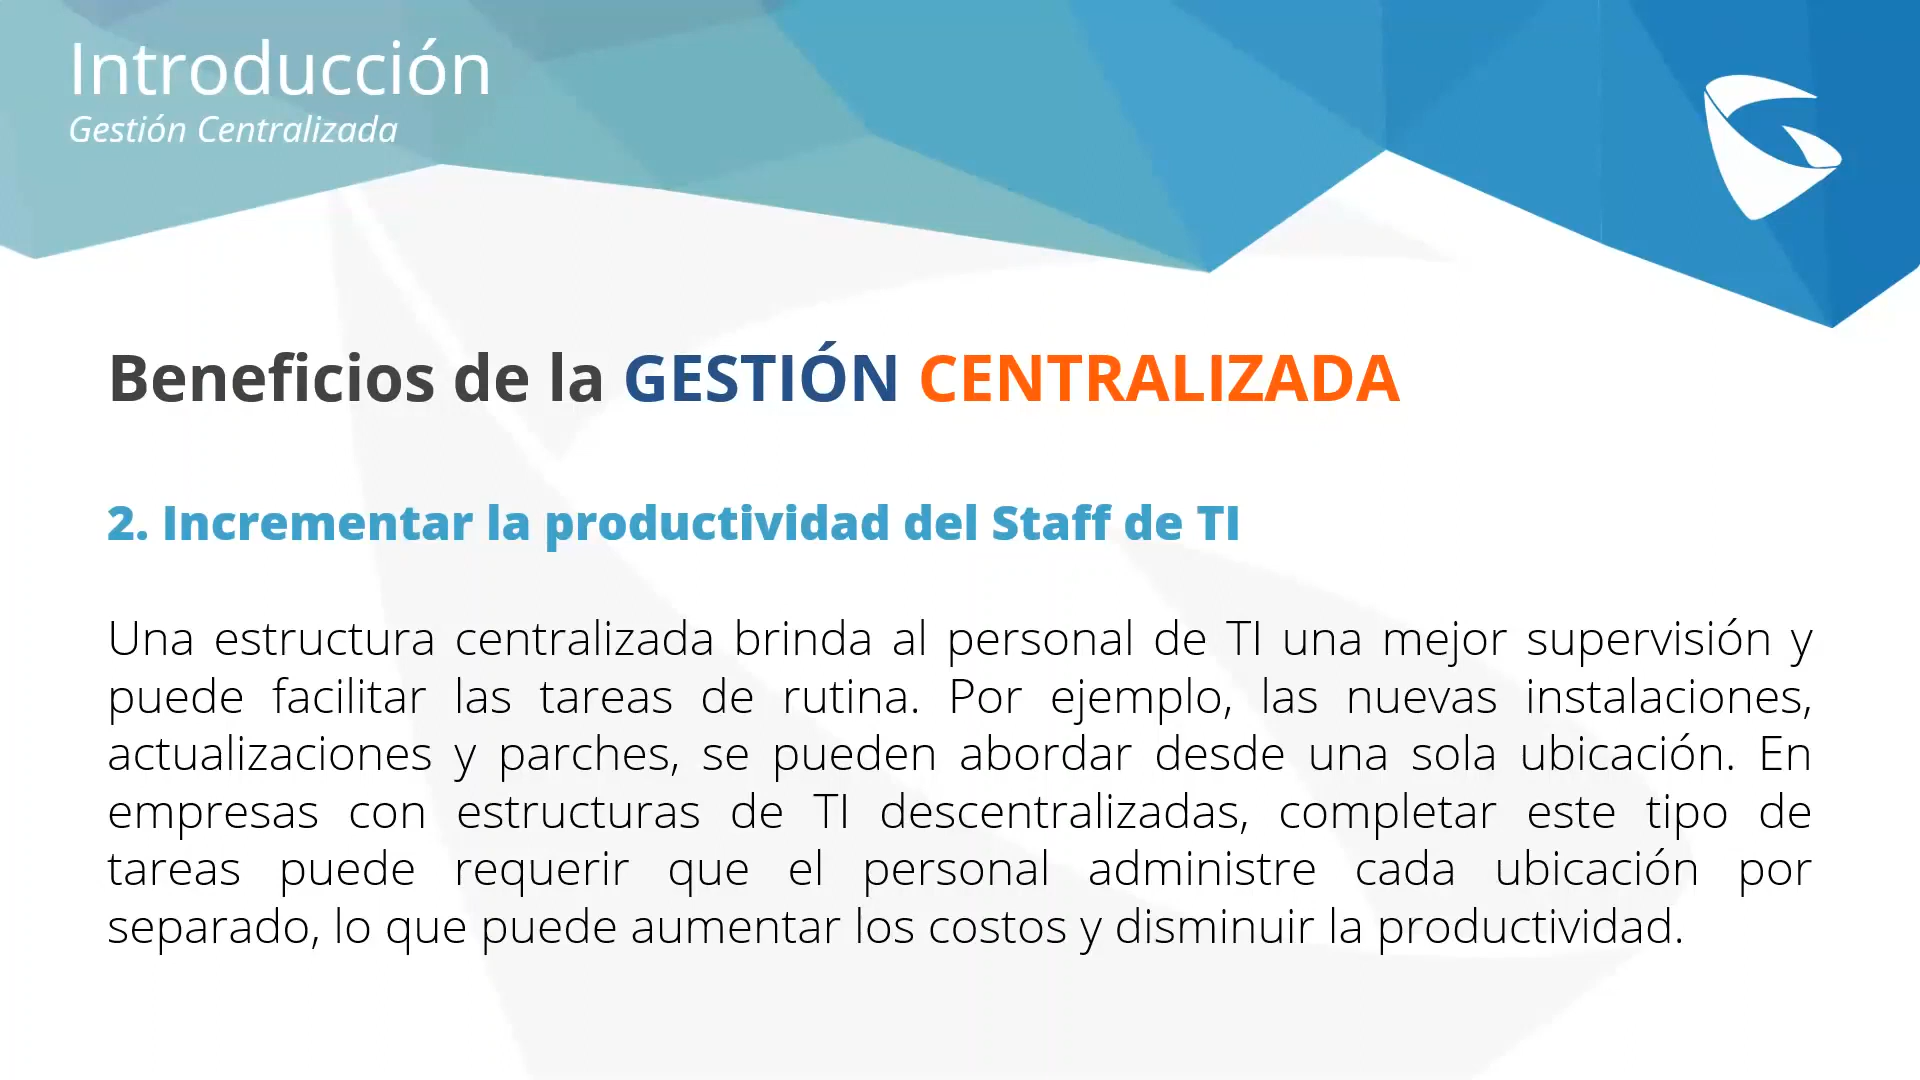 Introducción
Gestión Centralizada
Beneficios de la GESTIÓN CENTRALIZADA
2. Incrementar la productividad del Staff de TI
Una estructura centralizada brinda al personal de TI una mejor supervisión y
puede facilitar las tareas de rutina. Por ejemplo, las nuevas instalaciones,
actualizaciones y parches, se pueden abordar desde una sola ubicación. En
empresas con estructuras de TI descentralizadas, completar este tipo de
tareas puede requerir que el personal administre cada ubicación por
separado, lo que puede aumentar los costos y disminuir la productividad.